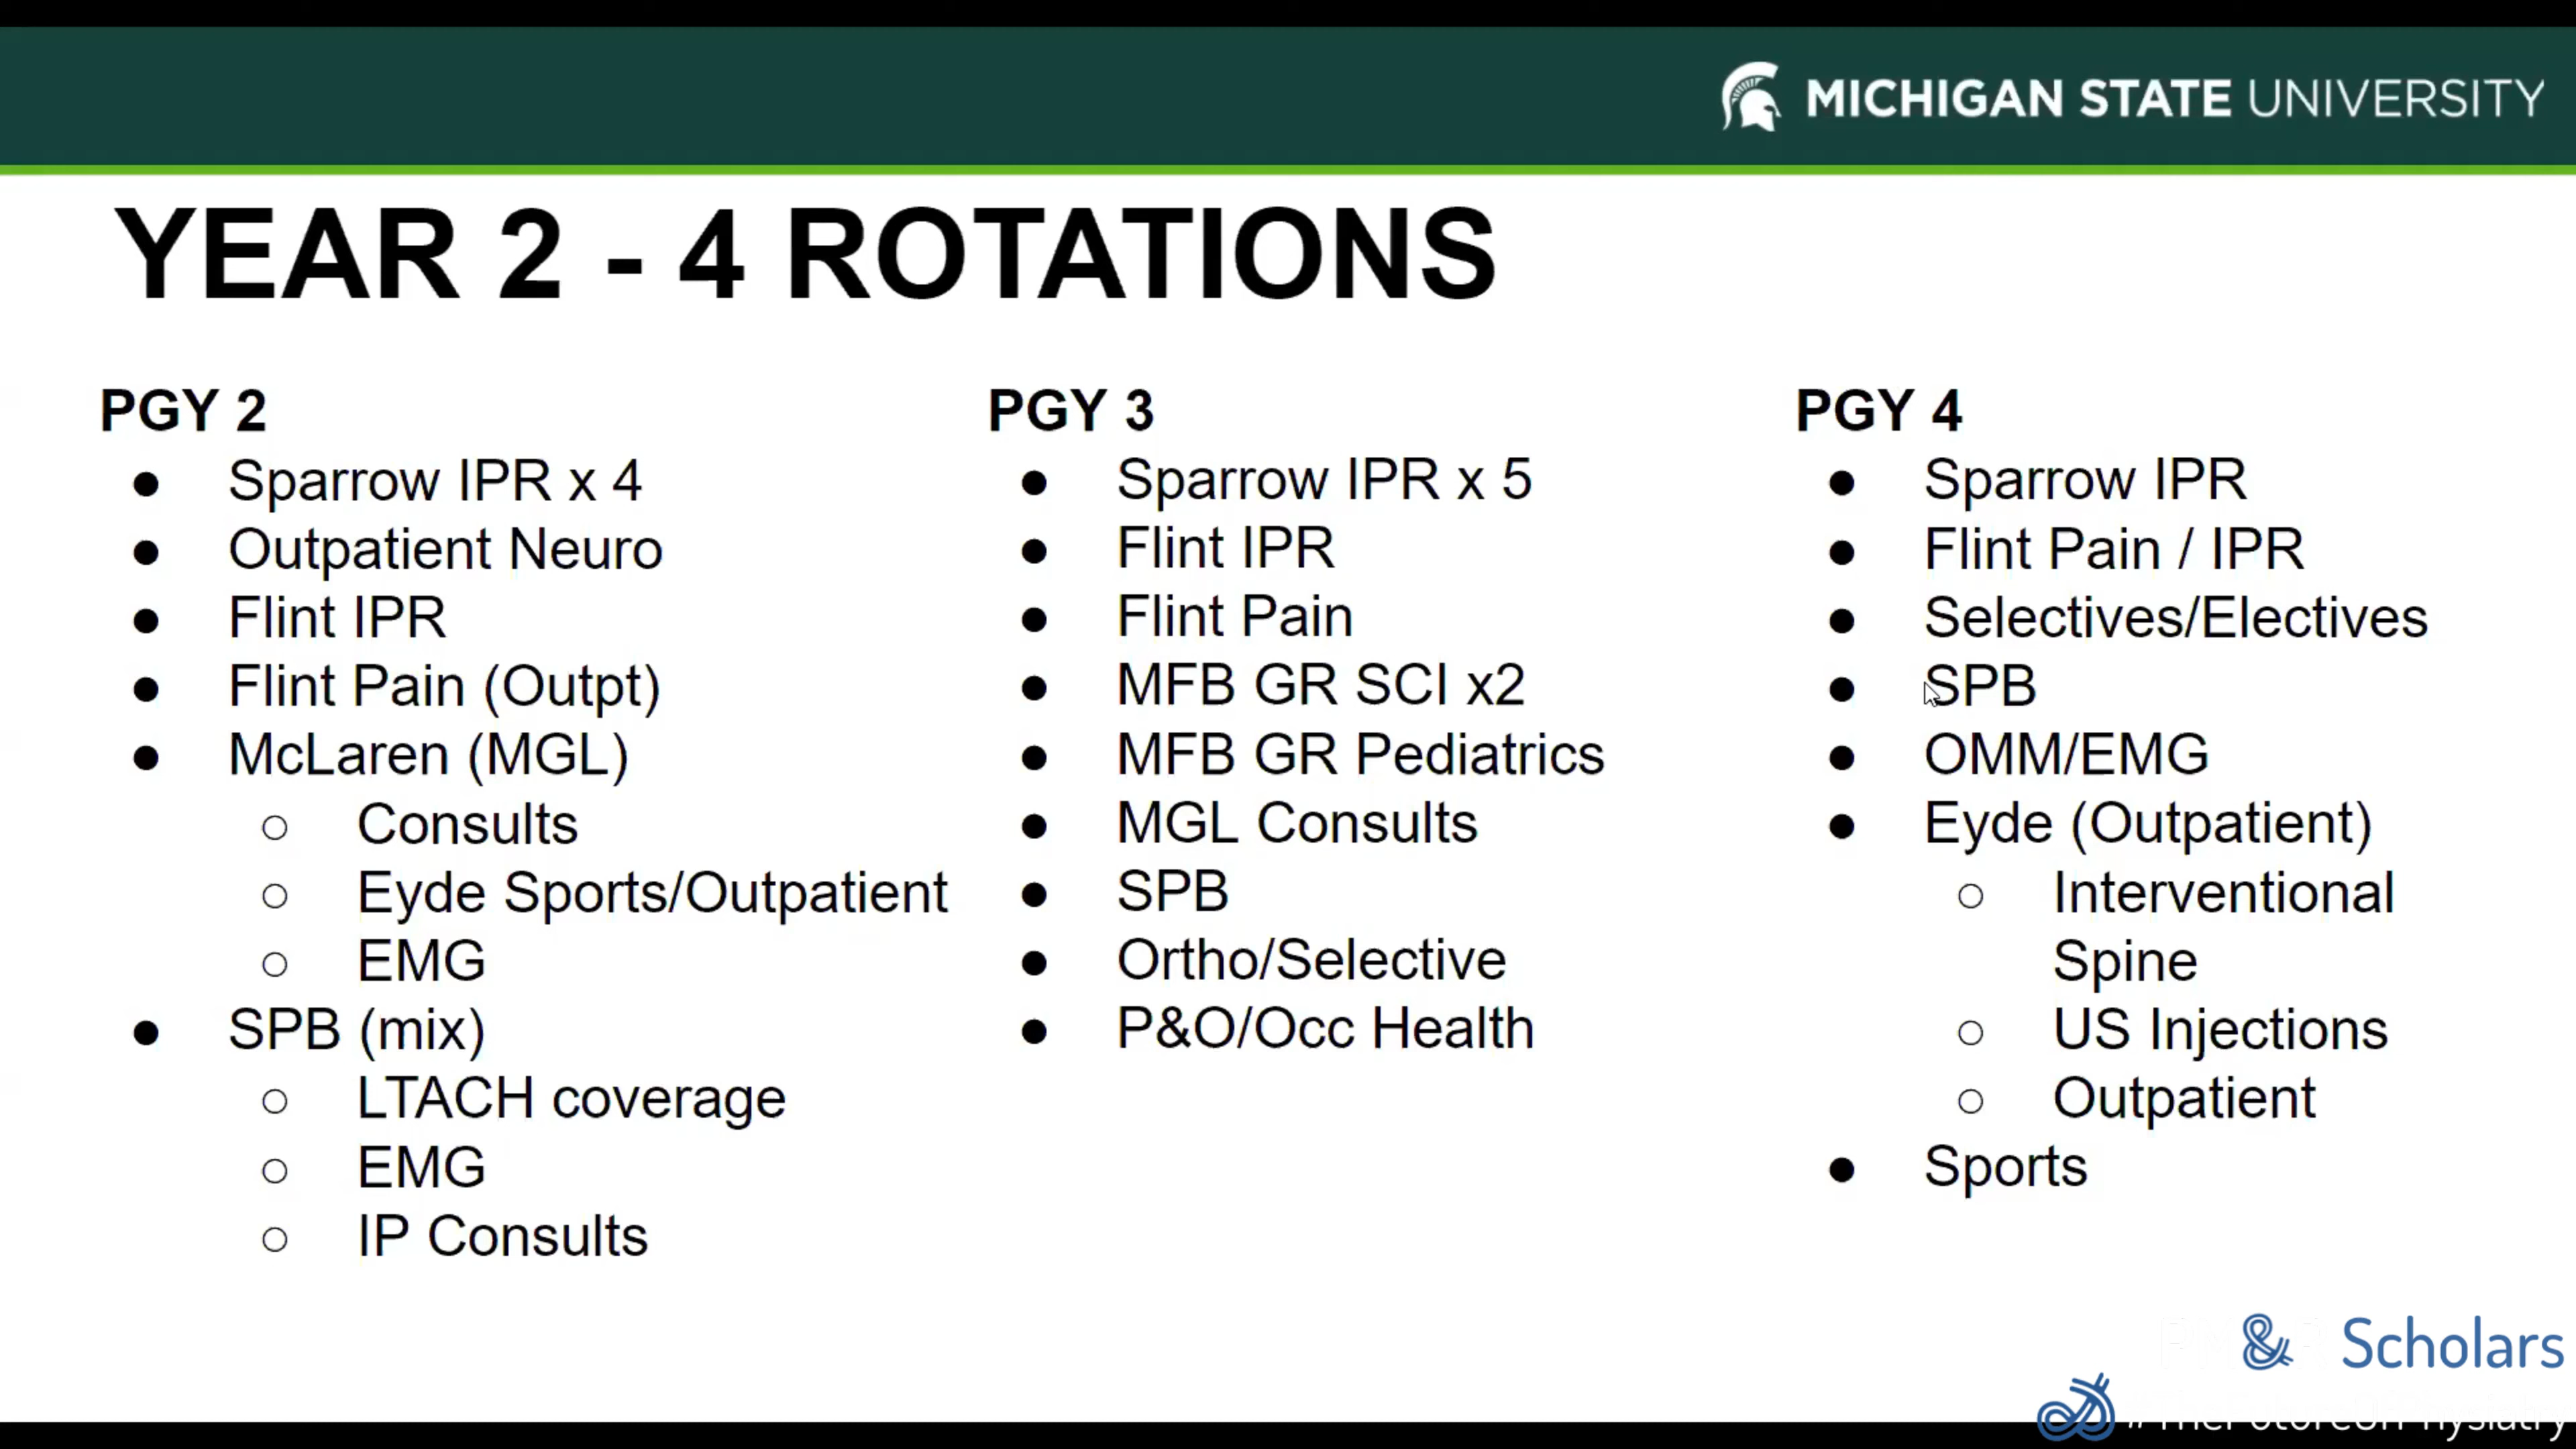 MICHIGAN STATE UNIVERSITY
YEAR 2 - 4 ROTATIONS
PGY 2
● Sparrow IPR x 4
● Outpatient Neuro
● Flint IPR
● Flint Pain (Outpt)
● McLaren (MGL)
○ Consults
○ Eyde Sports/Outpatient
○ EMG
● SPB (mix)
○ LTACH coverage
○ EMG
○ IP Consults
PGY 3
● Sparrow IPR x 5
● Flint IPR
● Flint Pain
● MFB GR SCI x2
● MFB GR Pediatrics
● MGL Consults
● SPB
● Ortho/Selective
● P&O/Occ Health
PGY 4
● Sparrow IPR
● Flint Pain / IPR
● Selectives/Electives
● SPB
● OMM/EMG
● Eyde (Outpatient)
○ Interventional
Spine
○ US Injections
○ Outpatient
● Sports
& Scholars